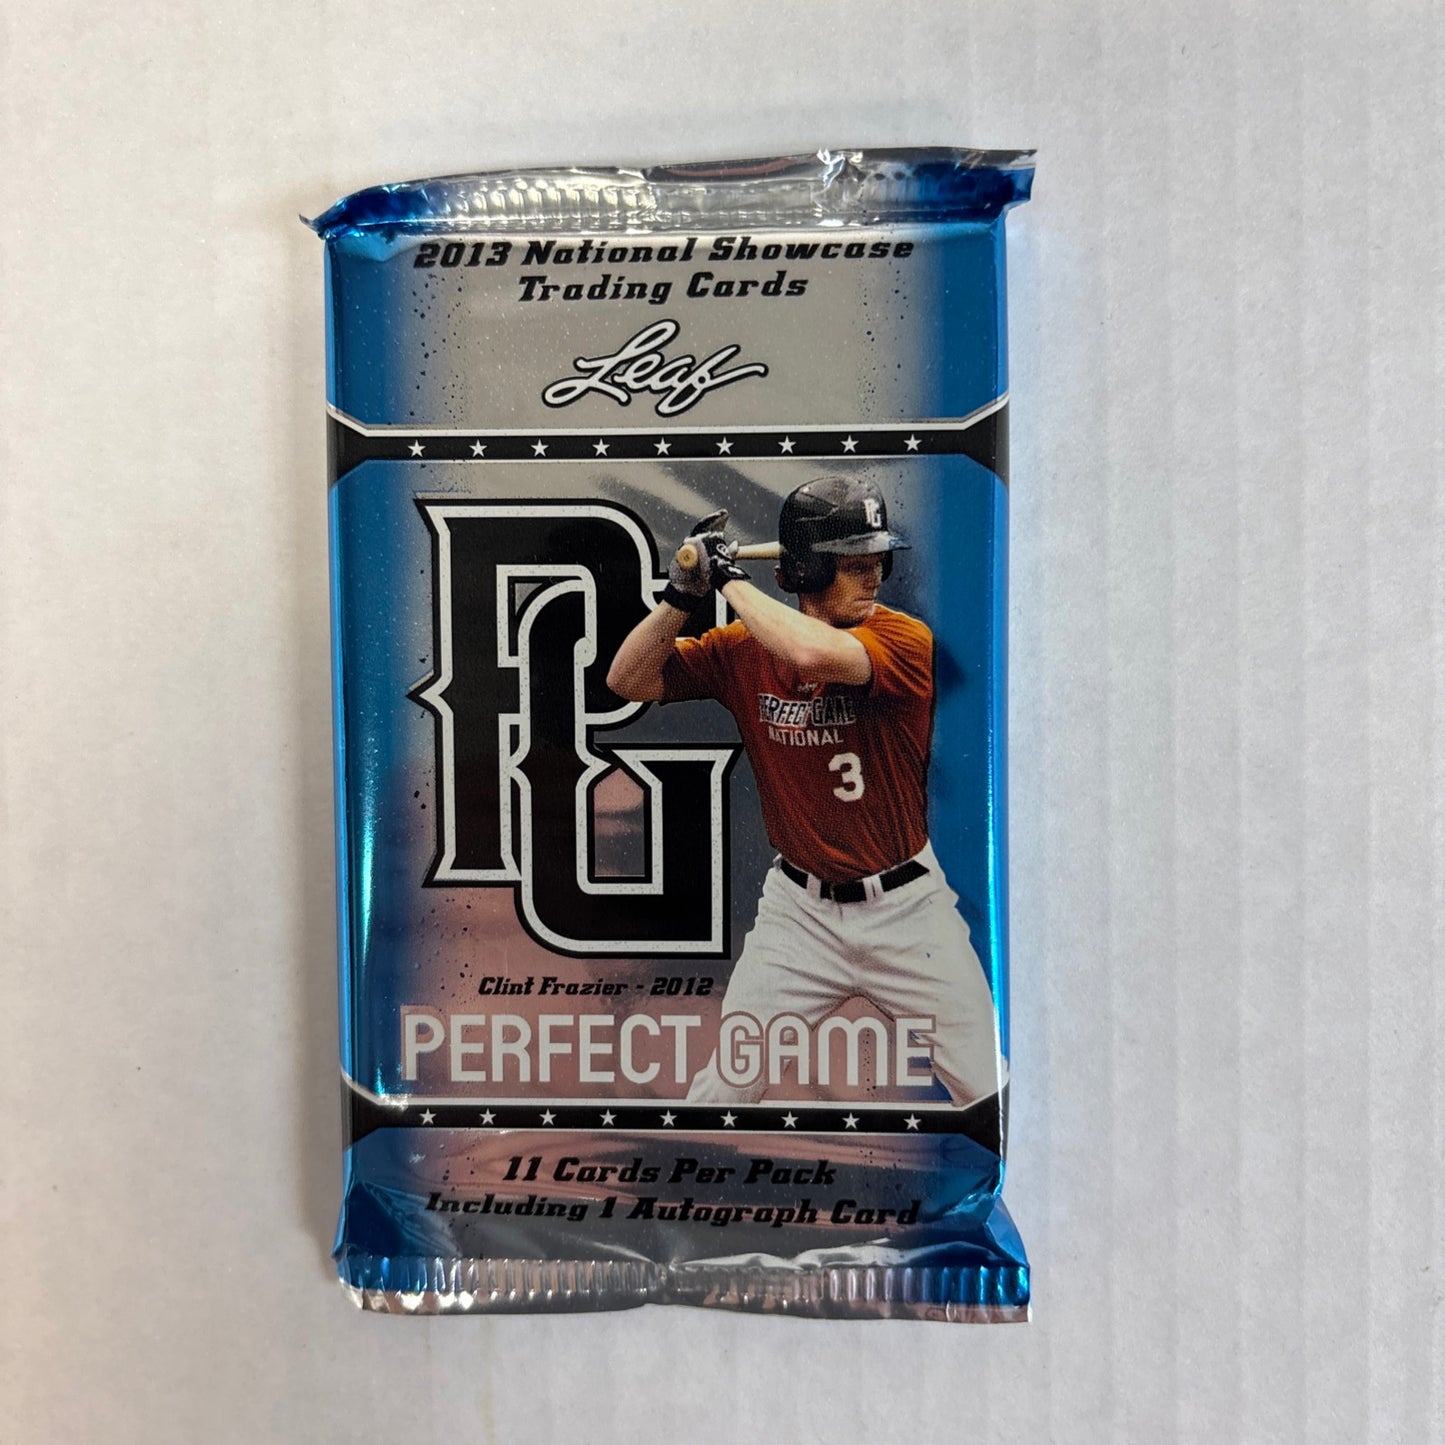 2013 National Showcase
Trading Cards
Leaf
PG
PG
PERFECT GAME
NATIONAL
3
Clint Frazier - 2012
PERFECT GAME
11 Cards Per Pack
Including 1 Autograph Card